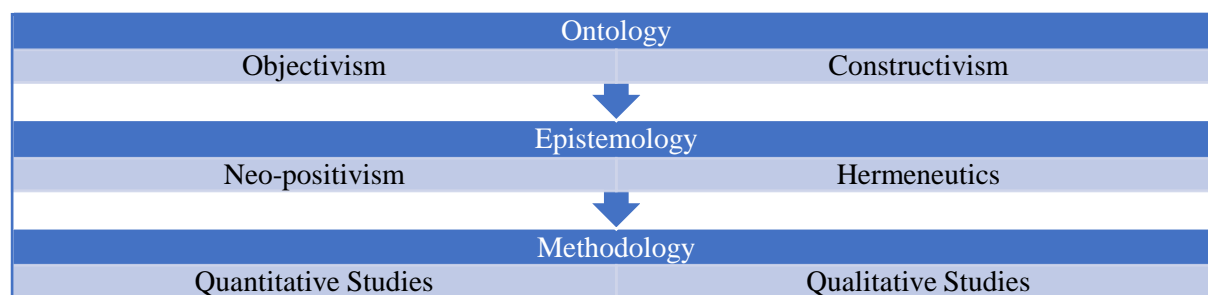 Ontology
Objectivism Constructivism
Epistemology
Neo-positivism Hermeneutics
Methodology
Quantitative Studies Qualitative Studies